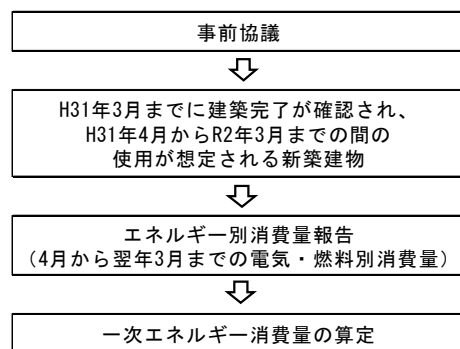 事前協議
H31年3月までに建築完了が確認され、
H31年4月からR2年3月までの間の
使用が想定される新築建物
エネルギー別消費量報告
（4月から翌年3月までの電気・燃料別消費量）
一次エネルギー消費量の算定